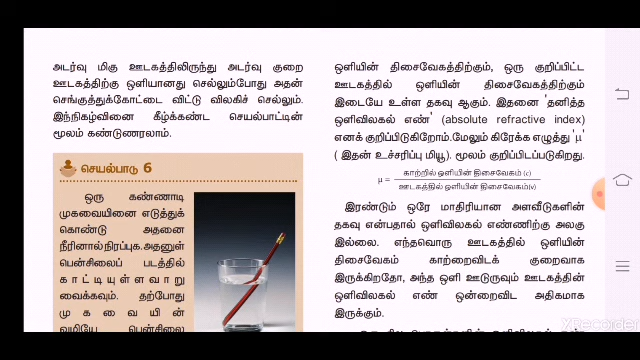 அடர்வு மிகு ஊடகத்திலிருந்து அடர்வு குறை
ஊடகத்திற்கு ஒளியானது செல்லும்போது அதன்
செங்குத்துக்கோட்டை விட்டு விலகிச் செல்லும்.
இந்நிகழ்வினை கீழ்க்கண்ட செயல்பாட்டின்
மூலம் கண்டுணரலாம்.
செயல்பாடு 6
ஒரு கண்ணாடி
முகவையினை எடுத்துக்
கொண்டு அதனை
நீரினால்நிரப்புக.அதனுள்
பென்சிலைப் படத்தில்
காட்டியுள்ளவாறு
வைக்கவும். தற்போது
முகவையின்
வழியே பென்சிலை
ஒளியின் திசைவேகத்திற்கும், ஒரு குறிப்பிட்ட
ஊடகத்தில் ஒளியின் திசைவேகத்திற்கும்
இடையே உள்ள தகவு ஆகும். இதனை 'தனித்த
ஒளிவிலகல் எண்' (absolute refractive index)
எனக் குறிப்பிடுகிறோம்.மேலும் கிரேக்க எழுத்து 'μ'
( இதன் உச்சரிப்பு மியூ). மூலம் குறிப்பிடப்படுகிறது.
μ = காற்றில் ஒளியின் திசைவேகம் (c)
ஊடகத்தில் ஒளியின் திசைவேகம்(v)
இரண்டும் ஒரே மாதிரியான அளவீடுகளின்
தகவு என்பதால் ஒளிவிலகல் எண்ணிற்கு அலகு
இல்லை. எந்தவொரு ஊடகத்தில் ஒளியின்
திசைவேகம் காற்றைவிடக் குறைவாக
இருக்கிறதோ, அந்த ஒளி ஊடுருவும் ஊடகத்தின்
ஒளிவிலகல் எண் ஒன்றைவிட அதிகமாக
இருக்கும்.
XRecorder